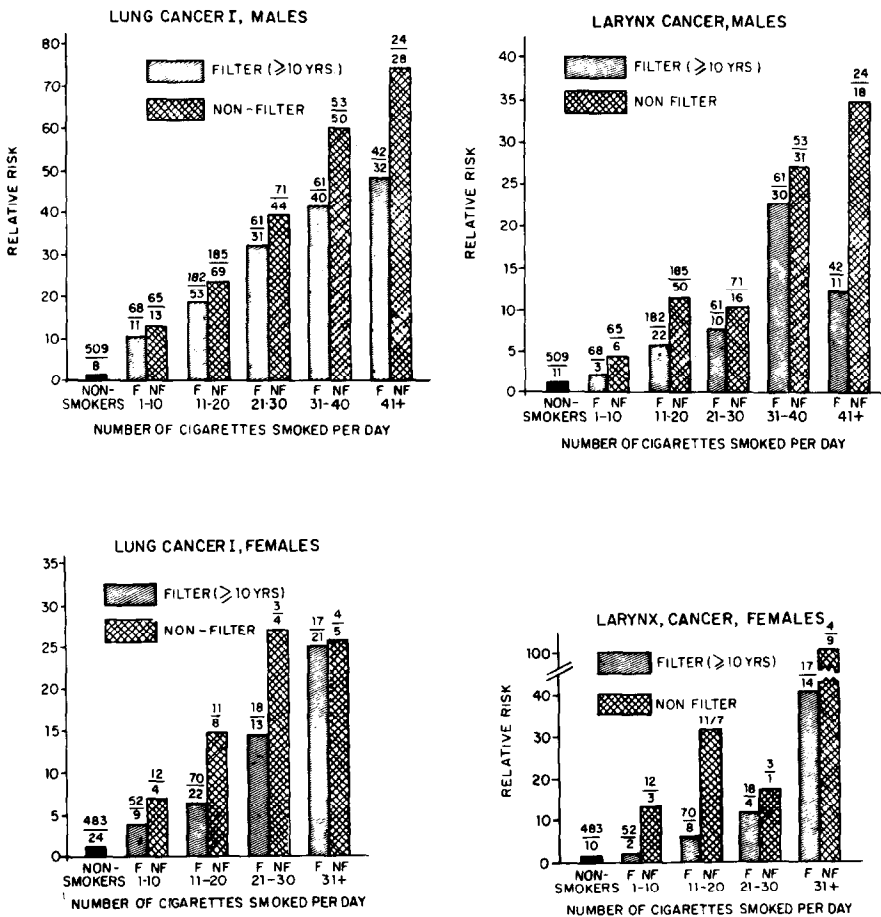 LUNG CANCER I, MALES
80
70
60
50
40
30
20
10
0
RELATIVE RISK
FILTER (⩾10 YRS.)
NON-FILTER
509/8
68/11
65/13
182/53
185/69
61/31
71/44
61/40
53/50
42/32
24/28
NON- F NF F NF F NF F NF F NF
SMOKERS 1-10 11-20 21-30 31-40 41+
NUMBER OF CIGARETTES SMOKED PER DAY
LARYNX CANCER, MALES
40
35
30
25
20
15
10
5
0
RELATIVE RISK
FILTER (⩾10 YRS)
NON FILTER
509/11
68/3
65/6
182/22
185/50
61/10
71/16
61/30
53/31
42/11
24/18
NON- F NF F NF F NF F NF F NF
SMOKERS 1-10 11-20 21-30 31-40 41+
NUMBER OF CIGARETTES SMOKED PER DAY
LUNG CANCER I, FEMALES
35
30
25
20
15
10
5
0
FILTER (⩾10 YRS)
NON-FILTER
483/24
52/9
12/4
70/22
11/8
18/13
3/4
17/21
4/5
NON- F NF F NF F NF F NF
SMOKERS 1-10 11-20 21-30 31+
NUMBER OF CIGARETTES SMOKED PER DAY
LARYNX, CANCER, FEMALES
100
40
30
20
10
0
RELATIVE RISK
FILTER (⩾10 YRS)
NON FILTER
483/10
52/2
12/3
70/8
11/7
18/4
3/1
17/14
4/9
NON- F NF F NF F NF F NF
SMOKERS 1-10 11-20 21-30 31+
NUMBER OF CIGARETTES SMOKED PER DAY